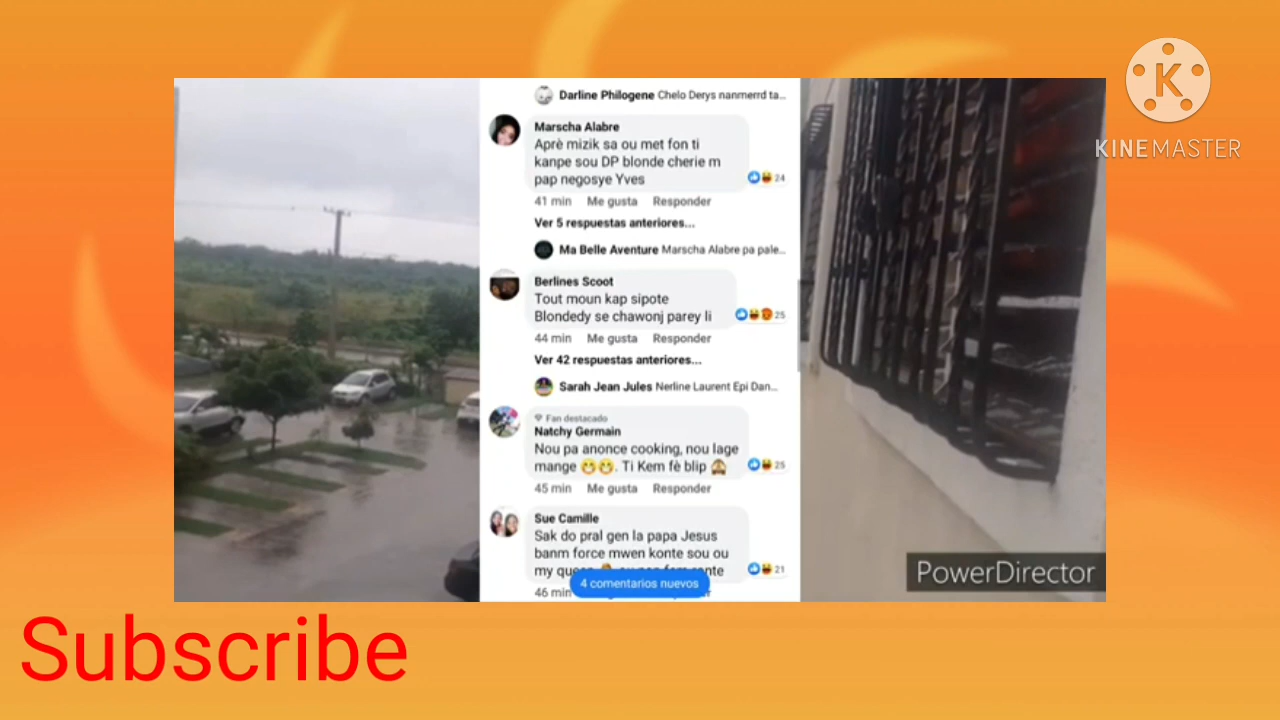 Darline Philogene Chelo Derys nanmerrd ta...
Marscha Alabre
Aprè mizik sa ou met fon ti
kanpe sou DP blonde cherie m
pap negosye Yves
24
41 min Me gusta Responder
Ver 5 respuestas anteriores...
Ma Belle Aventure Marscha Alabre pa pale...
Berlines Scoot
Tout moun kap sipote
Blondedy se chawonj parey li
25
44 min Me gusta Responder
Ver 42 respuestas anteriores...
Sarah Jean Jules Nerline Laurent Epi Dan...
Fan destacado
Natchy Germain
Nou pa anonce cooking, nou lage
mange 😁😁. Ti Kem fè blip 🙈
25
45 min Me gusta Responder
Sue Camille
Sak do pral gen la papa Jesus
banm force mwen konte sou ou
my
21
4 comentarios nuevos
46 min
KINEMASTER
PowerDirector
Subscribe